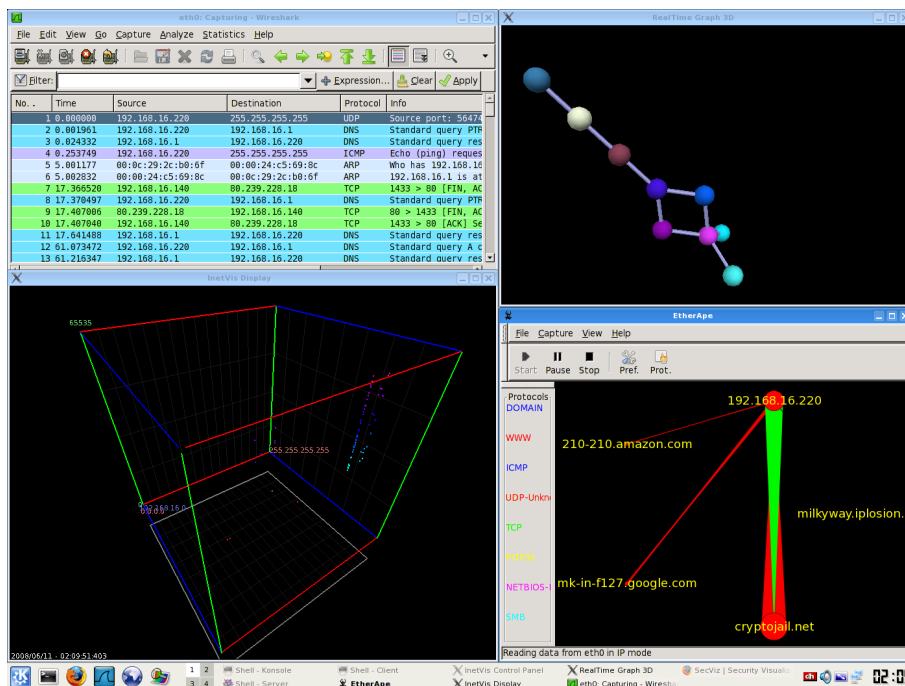 eth0: Capturing - Wireshark
File Edit View Go Capture Analyze Statistics Help
Filter: Expression... Clear Apply
No. . Time Source Destination Protocol Info
1 0.000000 192.168.16.220 255.255.255.255 UDP Source port: 56474
2 0.001961 192.168.16.220 192.168.16.1 DNS Standard query PTR
3 0.024332 192.168.16.1 192.168.16.220 DNS Standard query res
4 0.253749 192.168.16.220 255.255.255.255 ICMP Echo (ping) reques
5 5.001177 00:0c:29:2c:b0:6f 00:00:24:c5:69:8c ARP Who has 192.168.16
6 5.002832 00:00:24:c5:69:8c 00:0c:29:2c:b0:6f ARP 192.168.16.1 is at
7 17.366520 192.168.16.140 80.239.228.18 TCP 1433 > 80 [FIN, AC
8 17.370497 192.168.16.220 192.168.16.1 DNS Standard query PTR
9 17.407006 80.239.228.18 192.168.16.140 TCP 80 > 1433 [FIN, AC
10 17.407040 192.168.16.140 80.239.228.18 TCP 1433 > 80 [ACK] Se
11 17.641488 192.168.16.1 192.168.16.220 DNS Standard query res
12 61.073472 192.168.16.220 192.168.16.1 DNS Standard query A c
13 61.216347 192.168.16.1 192.168.16.220 DNS Standard query res
RealTime Graph 3D
InetVis Display
65535
255.255.255.255
192.168.16.0
0.0.0.0
2008/06/11 - 02:09:51:403
EtherApe
File Capture View Help
Start Pause Stop Pref. Prot.
Protocols
DOMAIN
WWW
ICMP
UDP-Unkn
TCP
NETBIOS-
SMB
192.168.16.220
210-210.amazon.com
milkyway.iplosion.
mk-in-f127.google.com
cryptojail.net
Reading data from eth0 in IP mode
1 2
3 4
Shell - Konsole
Shell - Server
Shell - Client
EtherApe
InetVis Control Panel
InetVis Display
RealTime Graph 3D
eth0: Capturing - Wiresha
SecViz | Security Visualiz
ch
02:0